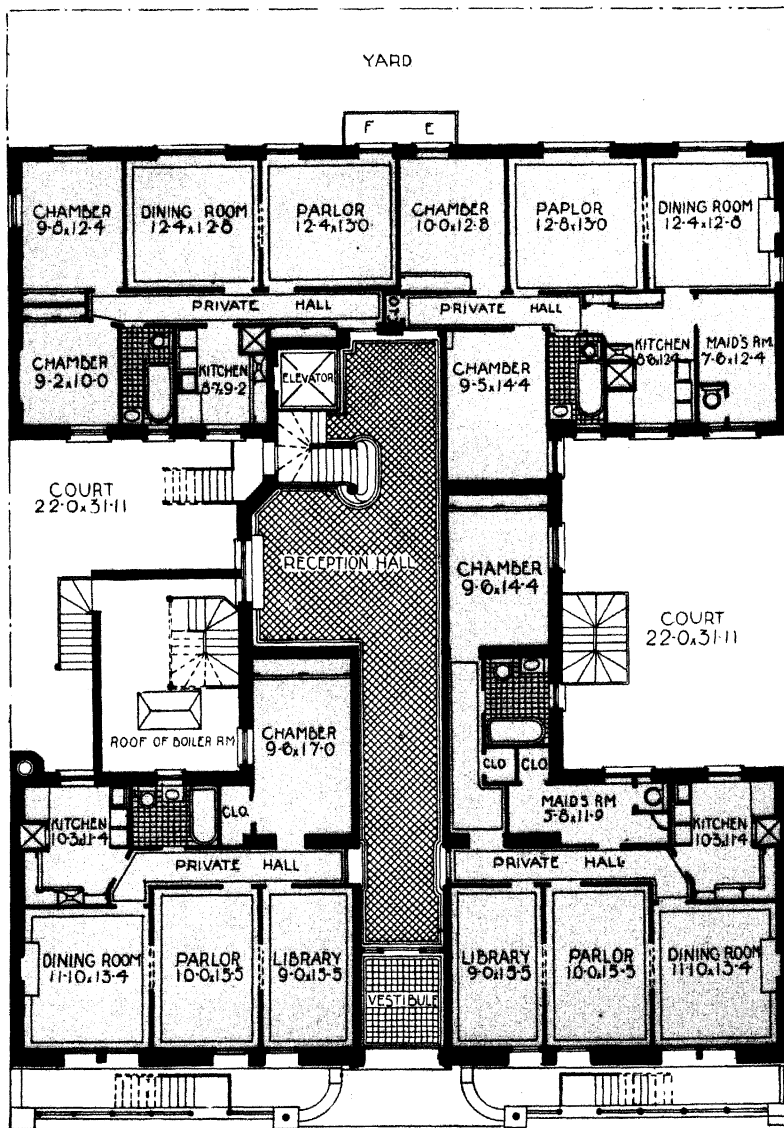 YARD
F E
CHAMBER
9-8x12-4
DINING ROOM
12-4x12-8
PARLOR
12-4x13-0
CHAMBER
10-0x12-8
PAPLOR
12-8x13-0
DINING ROOM
12-4x12-8
PRIVATE HALL
PRIVATE HALL
CHAMBER
9-2x10-0
KITCHEN
ELEVATOR
CHAMBER
9-5x14-4
KITCHEN
MAID'S RM.
7-6x12-4
COURT
22-0x31-11
RECEPTION HALL
CHAMBER
9-6x14-4
COURT
22-0x31-11
ROOF OF BOILER RM
CHAMBER
9-6x17-0
CLO.
CLO
CLO.
MAID'S RM
5-8x11-9
KITCHEN
10-3x11-4
KITCHEN
10-3x11-4
PRIVATE HALL
PRIVATE HALL
DINING ROOM
11-10x13-4
PARLOR
10-0x15-5
LIBRARY
9-0x15-5
VESTIBULE
LIBRARY
9-0x15-5
PARLOR
10-0x15-5
DINING ROOM
11-10x13-4